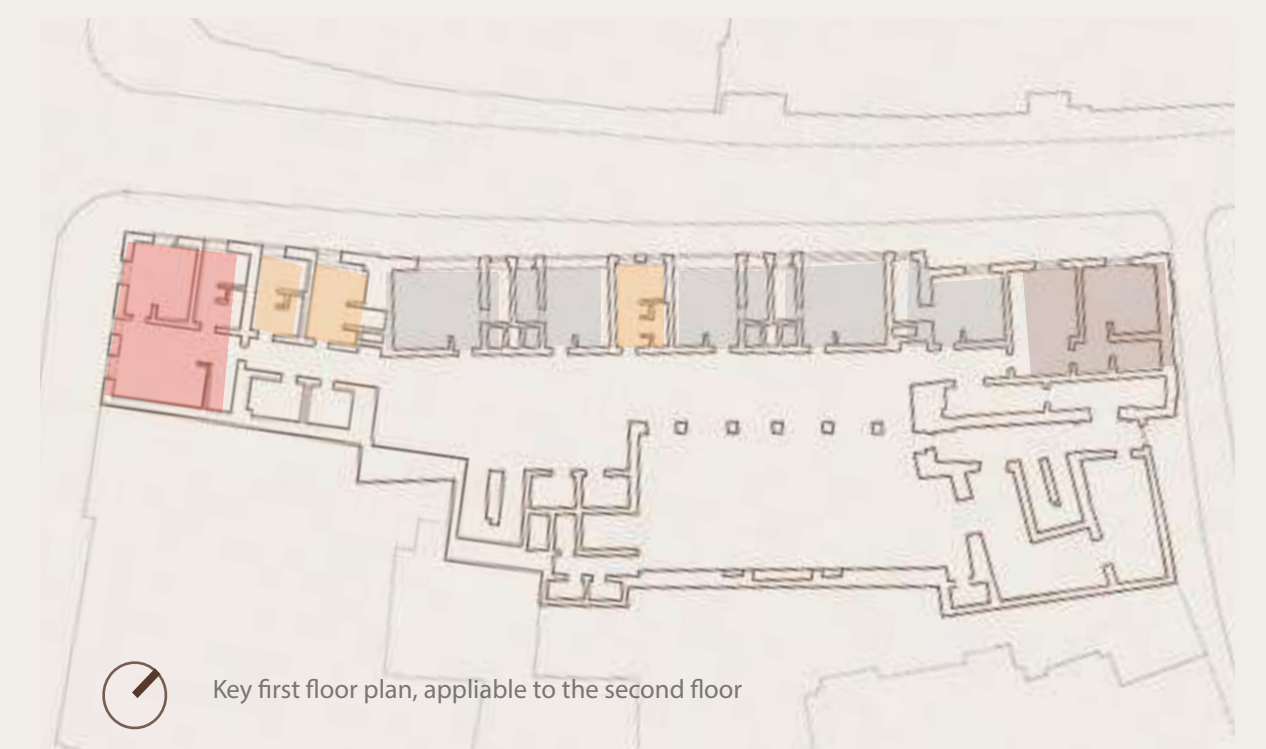 Key first floor plan, appliable to the second floor